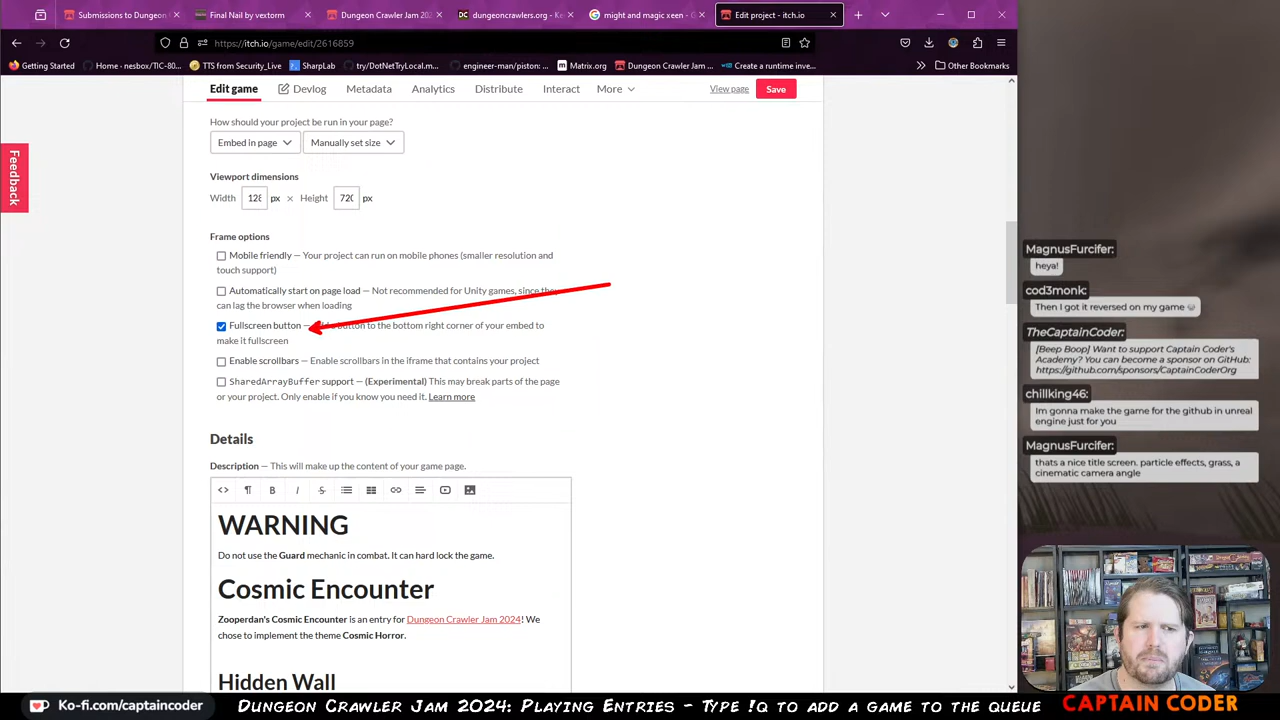 Submissions to Dungeon
Final Nail by vextorm
Dungeon Crawler Jam 202
dungeoncrawlers.org - Ke
might and magic xeen - G
Edit project - itch.io
https://itch.io/game/edit/2616859
Getting Started
Home - nesbox/TIC-80
TTS from Security_Live
SharpLab
try/DotNetTryLocal.m
engineer-man/piston:
Matrix.org
Dungeon Crawler Jam
Create a runtime inve
Other Bookmarks
Edit game
Devlog
Metadata
Analytics
Distribute
Interact
More
View page
Save
Feedback
How should your project be run in your page?
Embed in page
Manually set size
Viewport dimensions
Width 128 px × Height 720 px
Frame options
Mobile friendly — Your project can run on mobile phones (smaller resolution and
touch support)
Automatically start on page load — Not recommended for Unity games, since they
can lag the browser when loading
Fullscreen button — button to the bottom right corner of your embed to
make it fullscreen
Enable scrollbars — Enable scrollbars in the iframe that contains your project
SharedArrayBuffer support — (Experimental) This may break parts of the page
or your project. Only enable if you know you need it. Learn more
Details
Description — This will make up the content of your game page.
WARNING
Do not use the Guard mechanic in combat. It can hard lock the game.
Cosmic Encounter
Zooperdan's Cosmic Encounter is an entry for Dungeon Crawler Jam 2024! We
chose to implement the theme Cosmic Horror.
Hidden Wall
MagnusFurcifer:
heya!
cod3monk:
Then I got it reversed on my game
TheCaptainCoder:
[Beep Boop] Want to support Captain Coder's
Academy? You can become a sponsor on GitHub:
https://github.com/sponsors/CaptainCoderOrg
chillking46:
Im gonna make the game for the github in unreal
engine just for you
MagnusFurcifer:
thats a nice title screen. particle effects, grass, a
cinematic camera angle
Ko-fi.com/captaincoder
Dungeon Crawler Jam 2024: Playing Entries - Type !q to add a game to the queue
CAPTAIN CODER